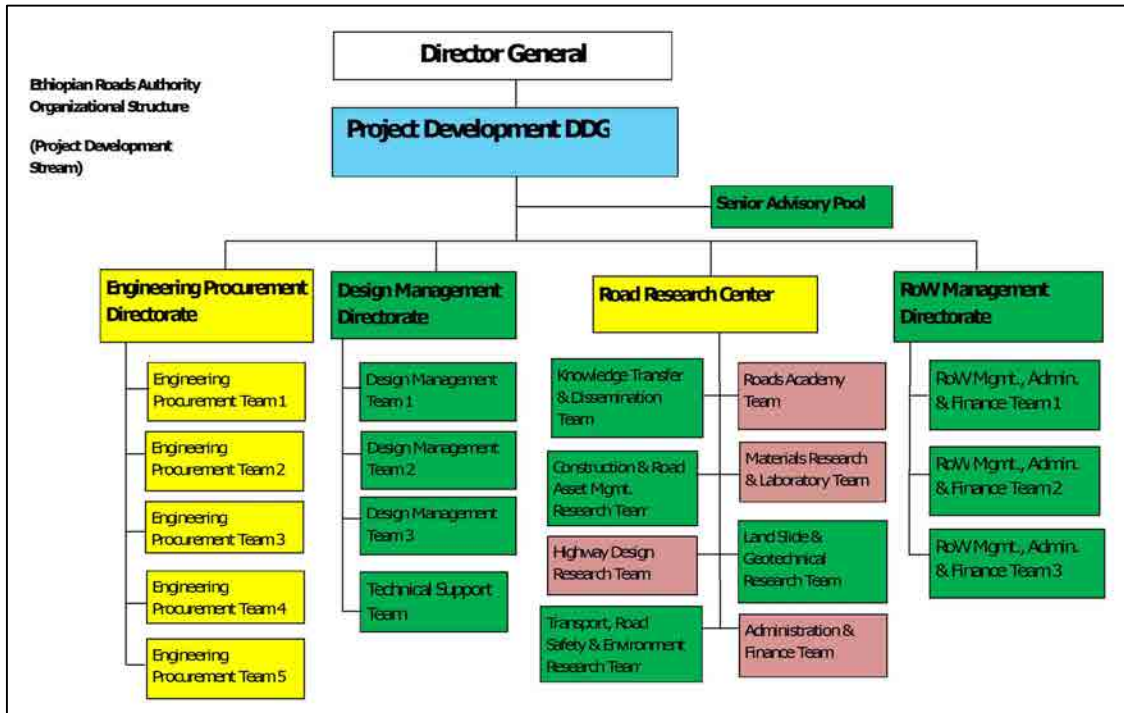 Director General
Ethiopian Roads Authority
Organizational Structure
(Project Development
Stream)
Project Development DDG
Senior Advisory Pool
Engineering Procurement
Directorate
Engineering
Procurement Team 1
Engineering
Procurement Team 2
Engineering
Procurement Team 3
Engineering
Procurement Team 4
Engineering
Procurement Team 5
Design Management
Directorate
Design Management
Team 1
Design Management
Team 2
Design Management
Team 3
Technical Support
Team
Road Research Center
Knowledge Transfer
& Dissemination
Team
Construction & Road
Asset Mgmt.
Research Team
Highway Design
Research Team
Transport, Road
Safety & Environment
Research Team
Roads Academy
Team
Materials Research
& Laboratory Team
Land Slide &
Geotechnical
Research Team
Administration &
Finance Team
RoW Management
Directorate
RoW Mgmt., Admin.
& Finance Team 1
RoW Mgmt., Admin.
& Finance Team 2
RoW Mgmt., Admin.
& Finance Team 3